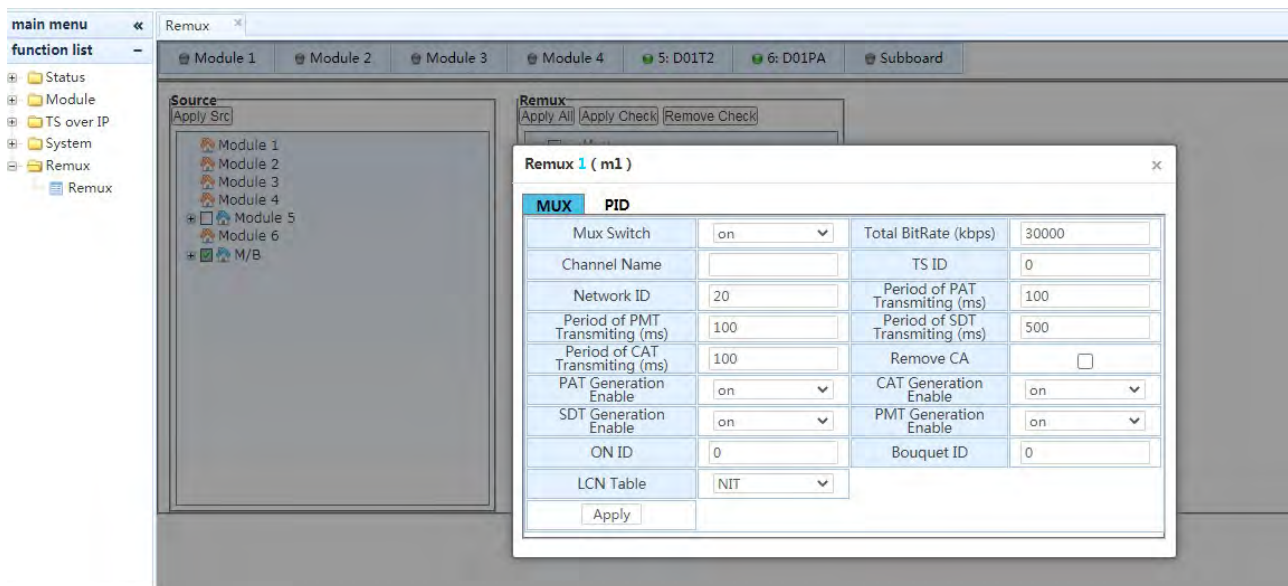 main menu «
function list −
Status
Module
TS over IP
System
Remux
Remux
Remux ×
Module 1 Module 2 Module 3 Module 4 5: D01T2 6: D01PA Subboard
Source
Apply Src
Module 1
Module 2
Module 3
Module 4
Module 5
Module 6
M/B
Remux
Apply All Apply Check Remove Check
Remux 1 ( m1 ) ×
MUX PID
Mux Switch on Total BitRate (kbps) 30000
Channel Name TS ID 0
Network ID 20 Period of PAT Transmiting (ms) 100
Period of PMT Transmiting (ms) 100 Period of SDT Transmiting (ms) 500
Period of CAT Transmiting (ms) 100 Remove CA
PAT Generation Enable on CAT Generation Enable on
SDT Generation Enable on PMT Generation Enable on
ON ID 0 Bouquet ID 0
LCN Table NIT
Apply